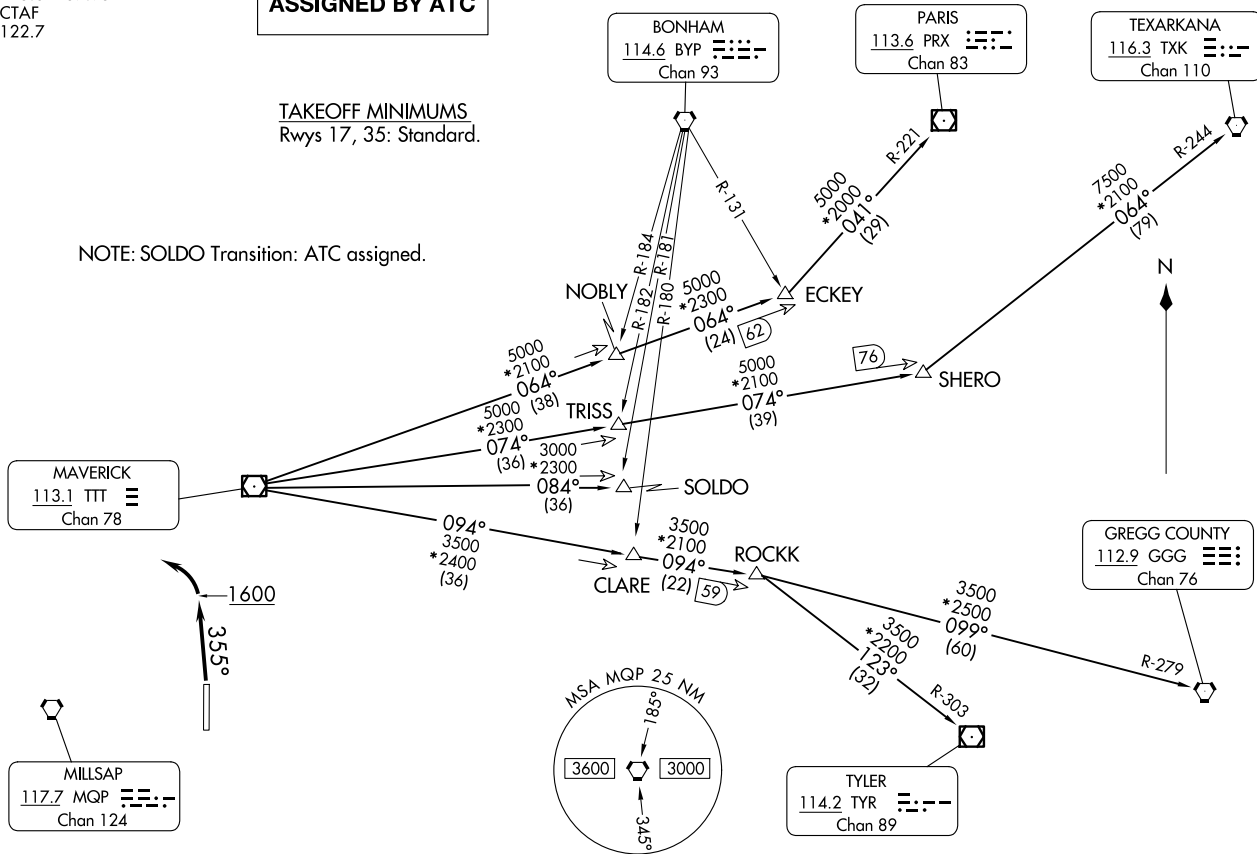 CTAF
122.7
ASSIGNED BY ATC
TAKEOFF MINIMUMS
Rwys 17, 35: Standard.
NOTE: SOLDO Transition: ATC assigned.
BONHAM
114.6 BYP
Chan 93
PARIS
113.6 PRX
Chan 83
TEXARKANA
116.3 TXK
Chan 110
R-131
R-184
R-182
R-181
R-180
R-221
5000
*2000
041°
(29)
R-244
7500
*2100
064°
(79)
N
NOBLY
ECKEY
5000
*2300
064°
(24)
62
5000
*2100
064°
(38)
76
SHERO
5000
*2100
074°
(39)
TRISS
5000
*2300
074°
(36)
3000
*2300
084°
(36)
SOLDO
MAVERICK
113.1 TTT
Chan 78
094°
3500
*2400
(36)
CLARE
3500
*2100
094°
(22)
59
ROCKK
3500
*2500
099°
(60)
R-279
GREGG COUNTY
112.9 GGG
Chan 76
3500
*2200
123°
(32)
R-303
1600
355°
MILLSAP
117.7 MQP
Chan 124
MSA MQP 25 NM
185°
3600
3000
345°
TYLER
114.2 TYR
Chan 89